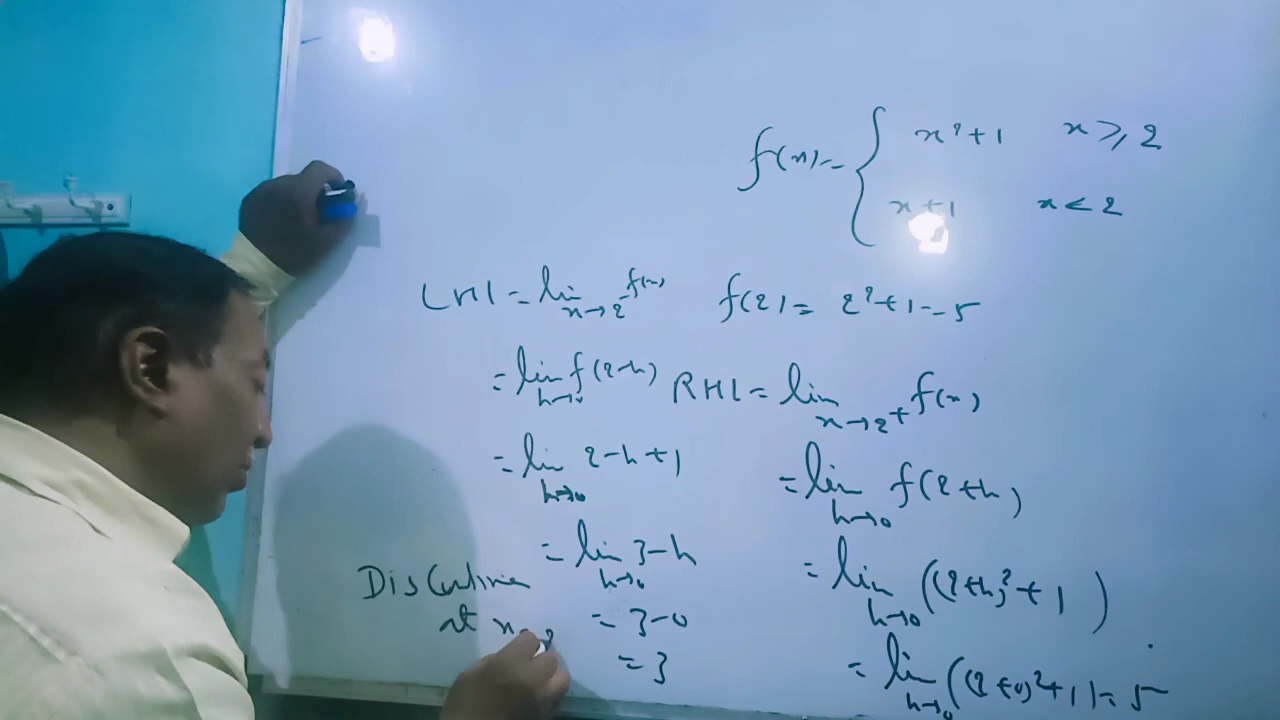 f(x) = { x²+1 x ≥ 2
x+1 x < 2
LHL = lim x→2⁻ f(x)
= lim h→0 f(2-h)
= lim h→0 2-h+1
= lim h→0 3-h
= 3-0
= 3
f(2) = 2²+1 = 5
RHL = lim x→2⁺ f(x)
= lim h→0 f(2+h)
= lim h→0 ((2+h)²+1)
= lim h→0 ((2+0)²+1) = 5
at x=2